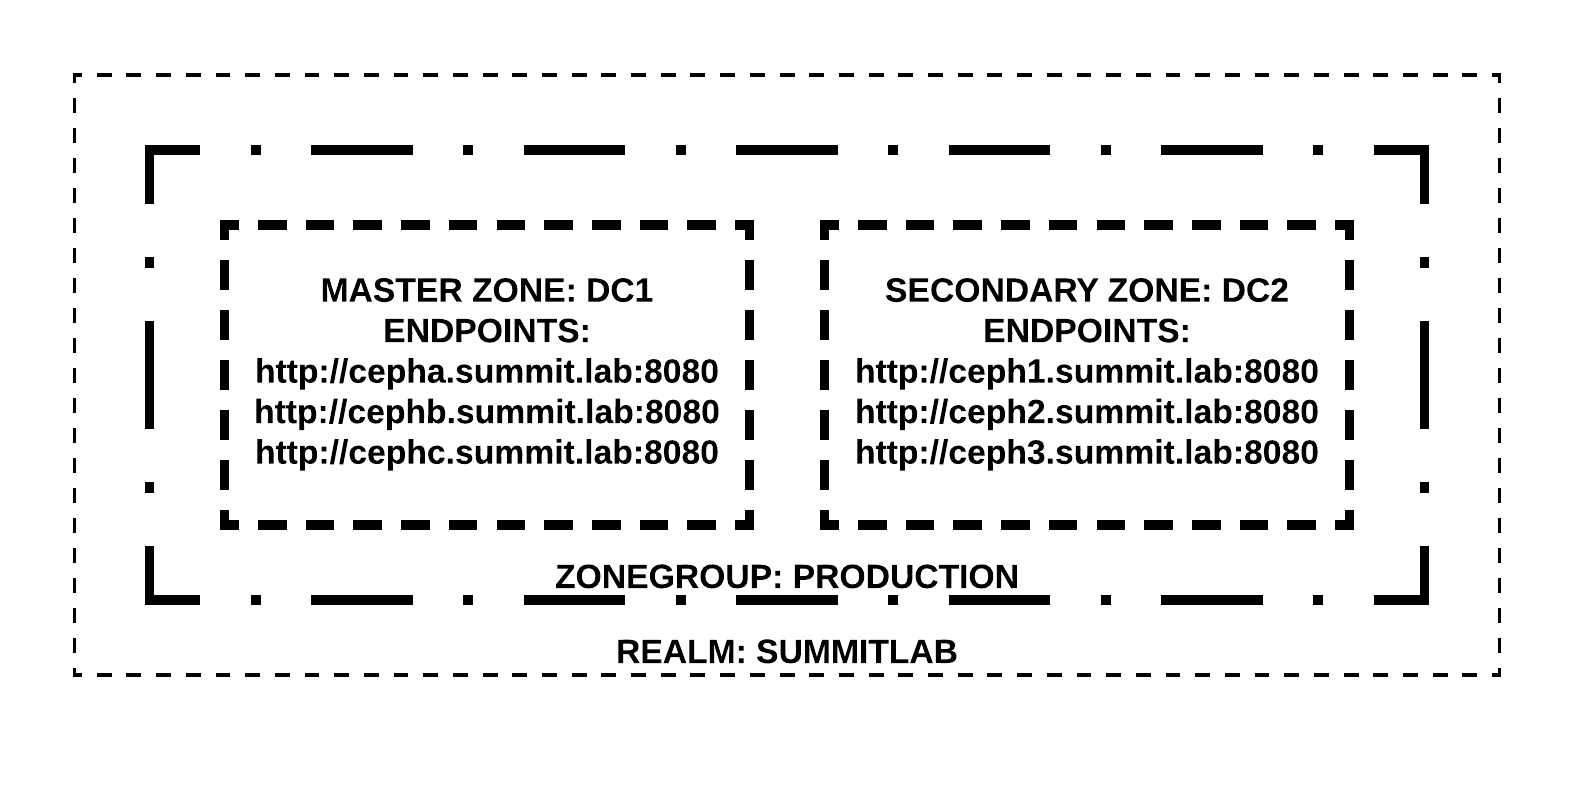 MASTER ZONE: DC1
ENDPOINTS:
http://cepha.summit.lab:8080
http://cephb.summit.lab:8080
http://cephc.summit.lab:8080
SECONDARY ZONE: DC2
ENDPOINTS:
http://ceph1.summit.lab:8080
http://ceph2.summit.lab:8080
http://ceph3.summit.lab:8080
ZONEGROUP: PRODUCTION
REALM: SUMMITLAB